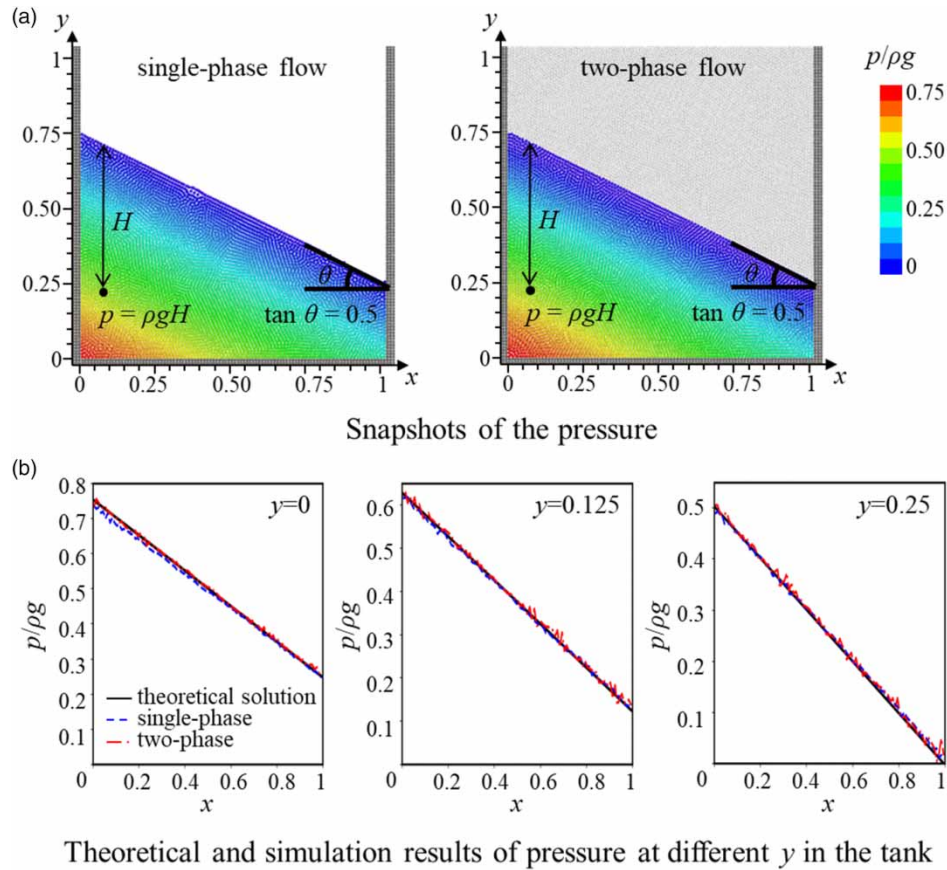 (a)
y
single-phase flow
1
0.75
0.50
0.25
0
H
p = ρgH
θ
tan θ = 0.5
0 0.25 0.50 0.75 1 x
y
two-phase flow
1
0.75
0.50
0.25
0
H
p = ρgH
θ
tan θ = 0.5
0 0.25 0.50 0.75 1 x
p/ρg
0.75
0.50
0.25
0
Snapshots of the pressure
(b)
p/ρg
0.8
0.7
0.6
0.5
0.4
0.3
0.2
0.1
y=0
theoretical solution
single-phase
two-phase
0 0.2 0.4 0.6 0.8 1
x
p/ρg
0.6
0.5
0.4
0.3
0.2
0.1
y=0.125
0 0.2 0.4 0.6 0.8 1
x
p/ρg
0.5
0.4
0.3
0.2
0.1
y=0.25
0 0.2 0.4 0.6 0.8 1
x
Theoretical and simulation results of pressure at different y in the tank